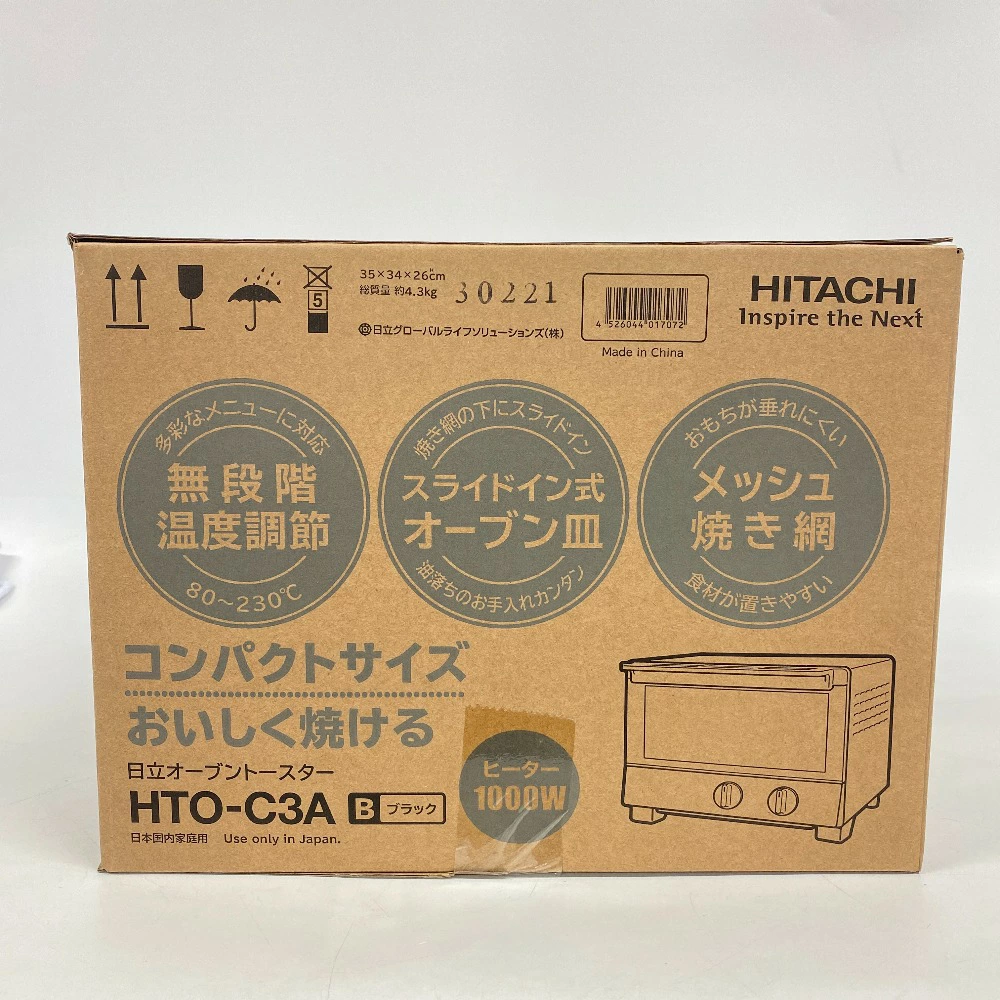 5
35×34×26cm
総質量 約4.3kg
30221
日立グローバルライフソリューションズ(株)
4 526044 017072
Made in China
HITACHI
Inspire the Next
多彩なメニューに対応
無段階
温度調節
80～230℃
焼き網の下にスライドイン
スライドイン式
オーブン皿
油落ちのお手入れカンタン
おもちが垂れにくい
メッシュ
焼き網
食材が置きやすい
コンパクトサイズ
おいしく焼ける
日立オーブントースター
HTO-C3A B ブラック
日本国内家庭用 Use only in Japan.
ヒーター
1000W